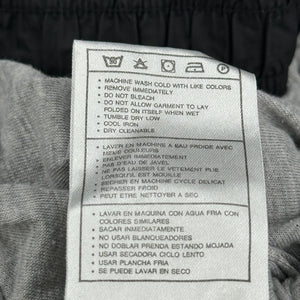 • MACHINE WASH COLD WITH LIKE COLORS
• REMOVE IMMEDIATELY
• DO NOT BLEACH
• DO NOT ALLOW GARMENT TO LAY
FOLDED ON ITSELF WHEN WET
• TUMBLE DRY LOW
• COOL IRON
• DRY CLEANABLE
• LAVER EN MACHINE A EAU FROIDE AVEC
MEME COULEURS
• ENLEVER IMMEDIATEMENT
• PAS D'EAU DE JAVEL
• NE PAS LAISSER LE VETEMENT PLIE
LORSQU'IL EST MOUILLE
• SECHER EN MACHINE CYCLE DELICAT
• REPASSER FROID
• PEUT ETRE NETTOYER A SEC
• LAVAR EN MAQUINA CON AGUA FRIA CON
COLORES SIMILARES
• SACAR INMEDIATAMENTE
• NO USAR BLANQUEADORES
• NO DOBLAR PRENDA ESTANDO MOJADA
• USAR SECADORA CICLO LENTO
• USAR PLANCHA FRIA
• SE PUEDE LAVAR EN SECO